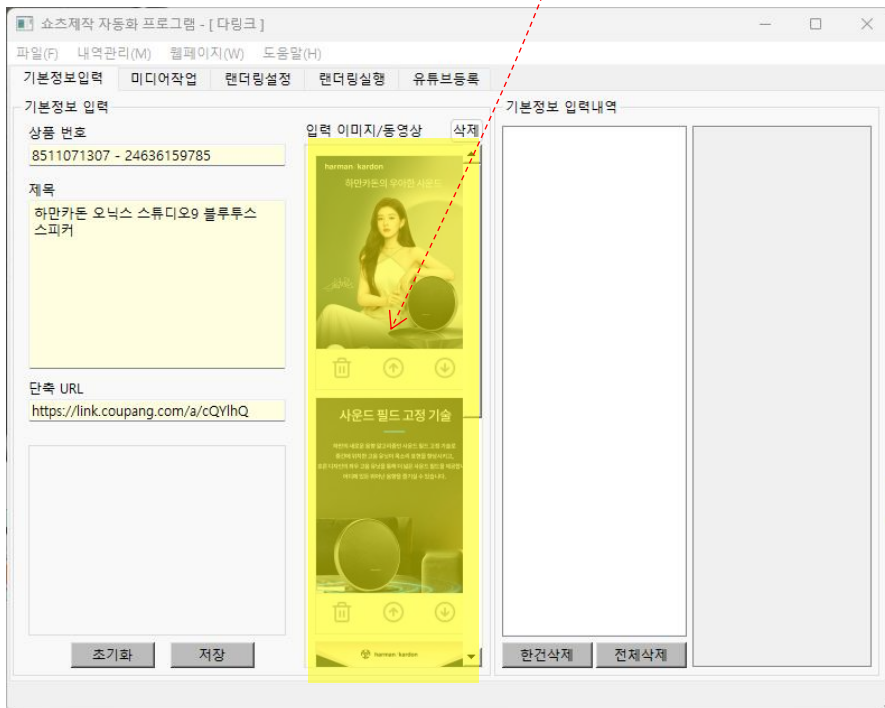 쇼츠제작 자동화 프로그램 - [ 다링크 ]
파일(F) 내역관리(M) 웹페이지(W) 도움말(H)
기본정보입력 미디어작업 랜더링설정 랜더링실행 유튜브등록
기본정보 입력
상품 번호
8511071307 - 24636159785
제목
하만카돈 오닉스 스튜디오9 블루투스
스피커
단축 URL
https://link.coupang.com/a/cQYlhQ
초기화 저장
입력 이미지/동영상 삭제
harman kardon
하만카돈의 우아한 사운드
사운드 필드 고정 기술
harman kardon
기본정보 입력내역
한건삭제 전체삭제